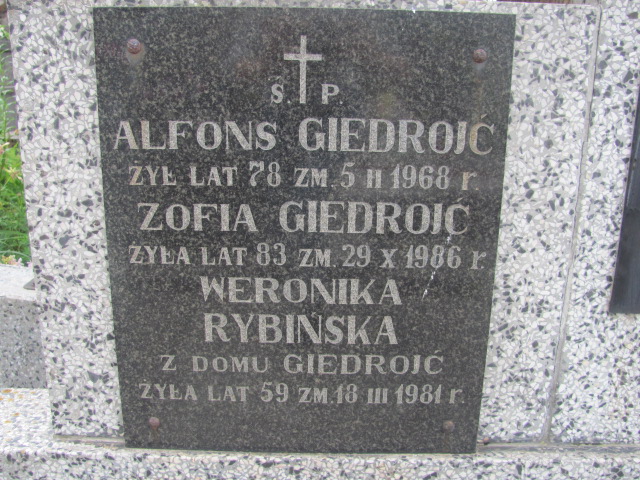 Ś. P.
ALFONS GIEDROJĆ
ŻYŁ LAT 78 ZM. 5 II 1968 r.
ZOFIA GIEDROJĆ
ŻYŁA LAT 83 ZM. 29 X 1986 r.
WERONIKA
RYBIŃSKA
Z DOMU GIEDROJĆ
ŻYŁA LAT 59 ZM. 18 III 1981 r.